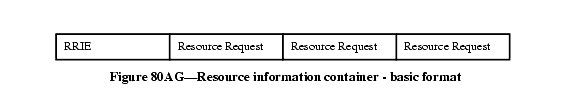 RRIE Resource Request Resource Request Resource Request
Figure 80AG—Resource information container - basic format